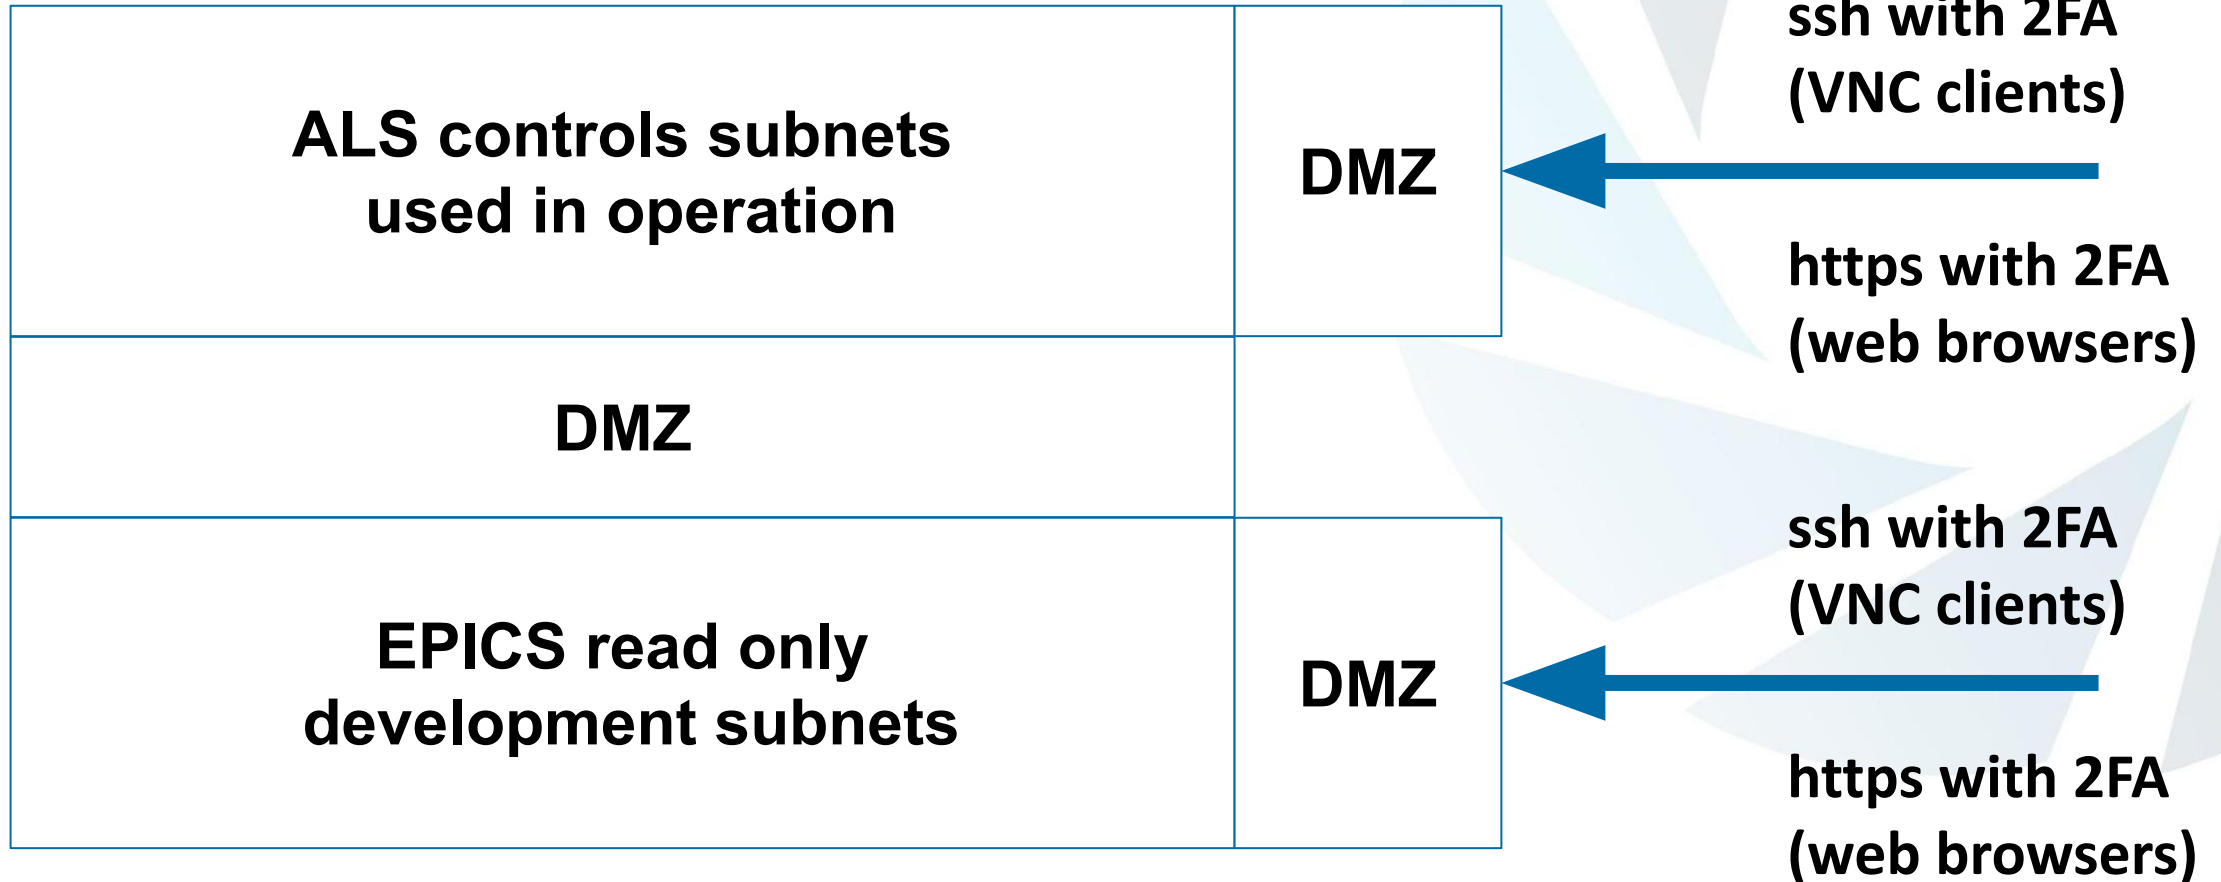 ALS controls subnets
used in operation
DMZ
ssh with 2FA
(VNC clients)
https with 2FA
(web browsers)
DMZ
EPICS read only
development subnets
DMZ
ssh with 2FA
(VNC clients)
https with 2FA
(web browsers)